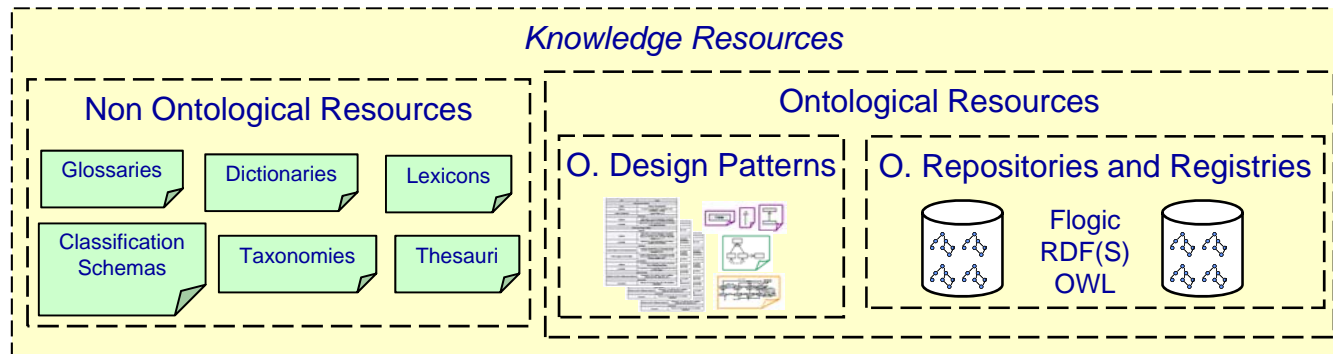 Knowledge Resources
Non Ontological Resources
Glossaries
Dictionaries
Lexicons
Classification
Schemas
Taxonomies
Thesauri
Ontological Resources
O. Design Patterns
O. Repositories and Registries
Flogic
RDF(S)
OWL